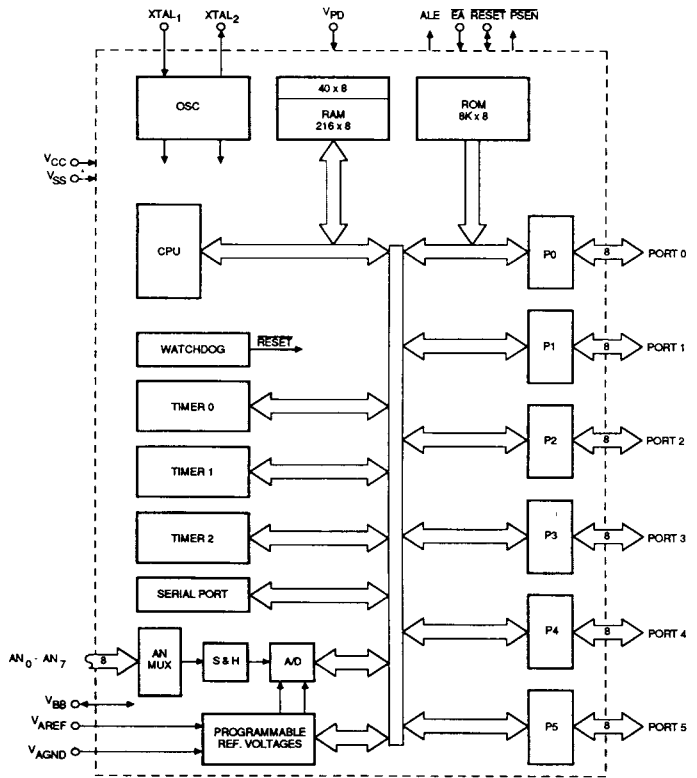 XTAL1
XTAL2
VPD
ALE
EA
RESET
PSEN
OSC
40 x 8
RAM
216 x 8
ROM
8K x 8
VCC
VSS
CPU
P0
8
PORT 0
WATCHDOG
RESET
P1
8
PORT 1
TIMER 0
P2
8
PORT 2
TIMER 1
P3
8
PORT 3
TIMER 2
SERIAL PORT
P4
8
PORT 4
AN0 - AN7
8
AN
MUX
S & H
A/D
VBB
VAREF
VAGND
PROGRAMMABLE
REF. VOLTAGES
P5
8
PORT 5